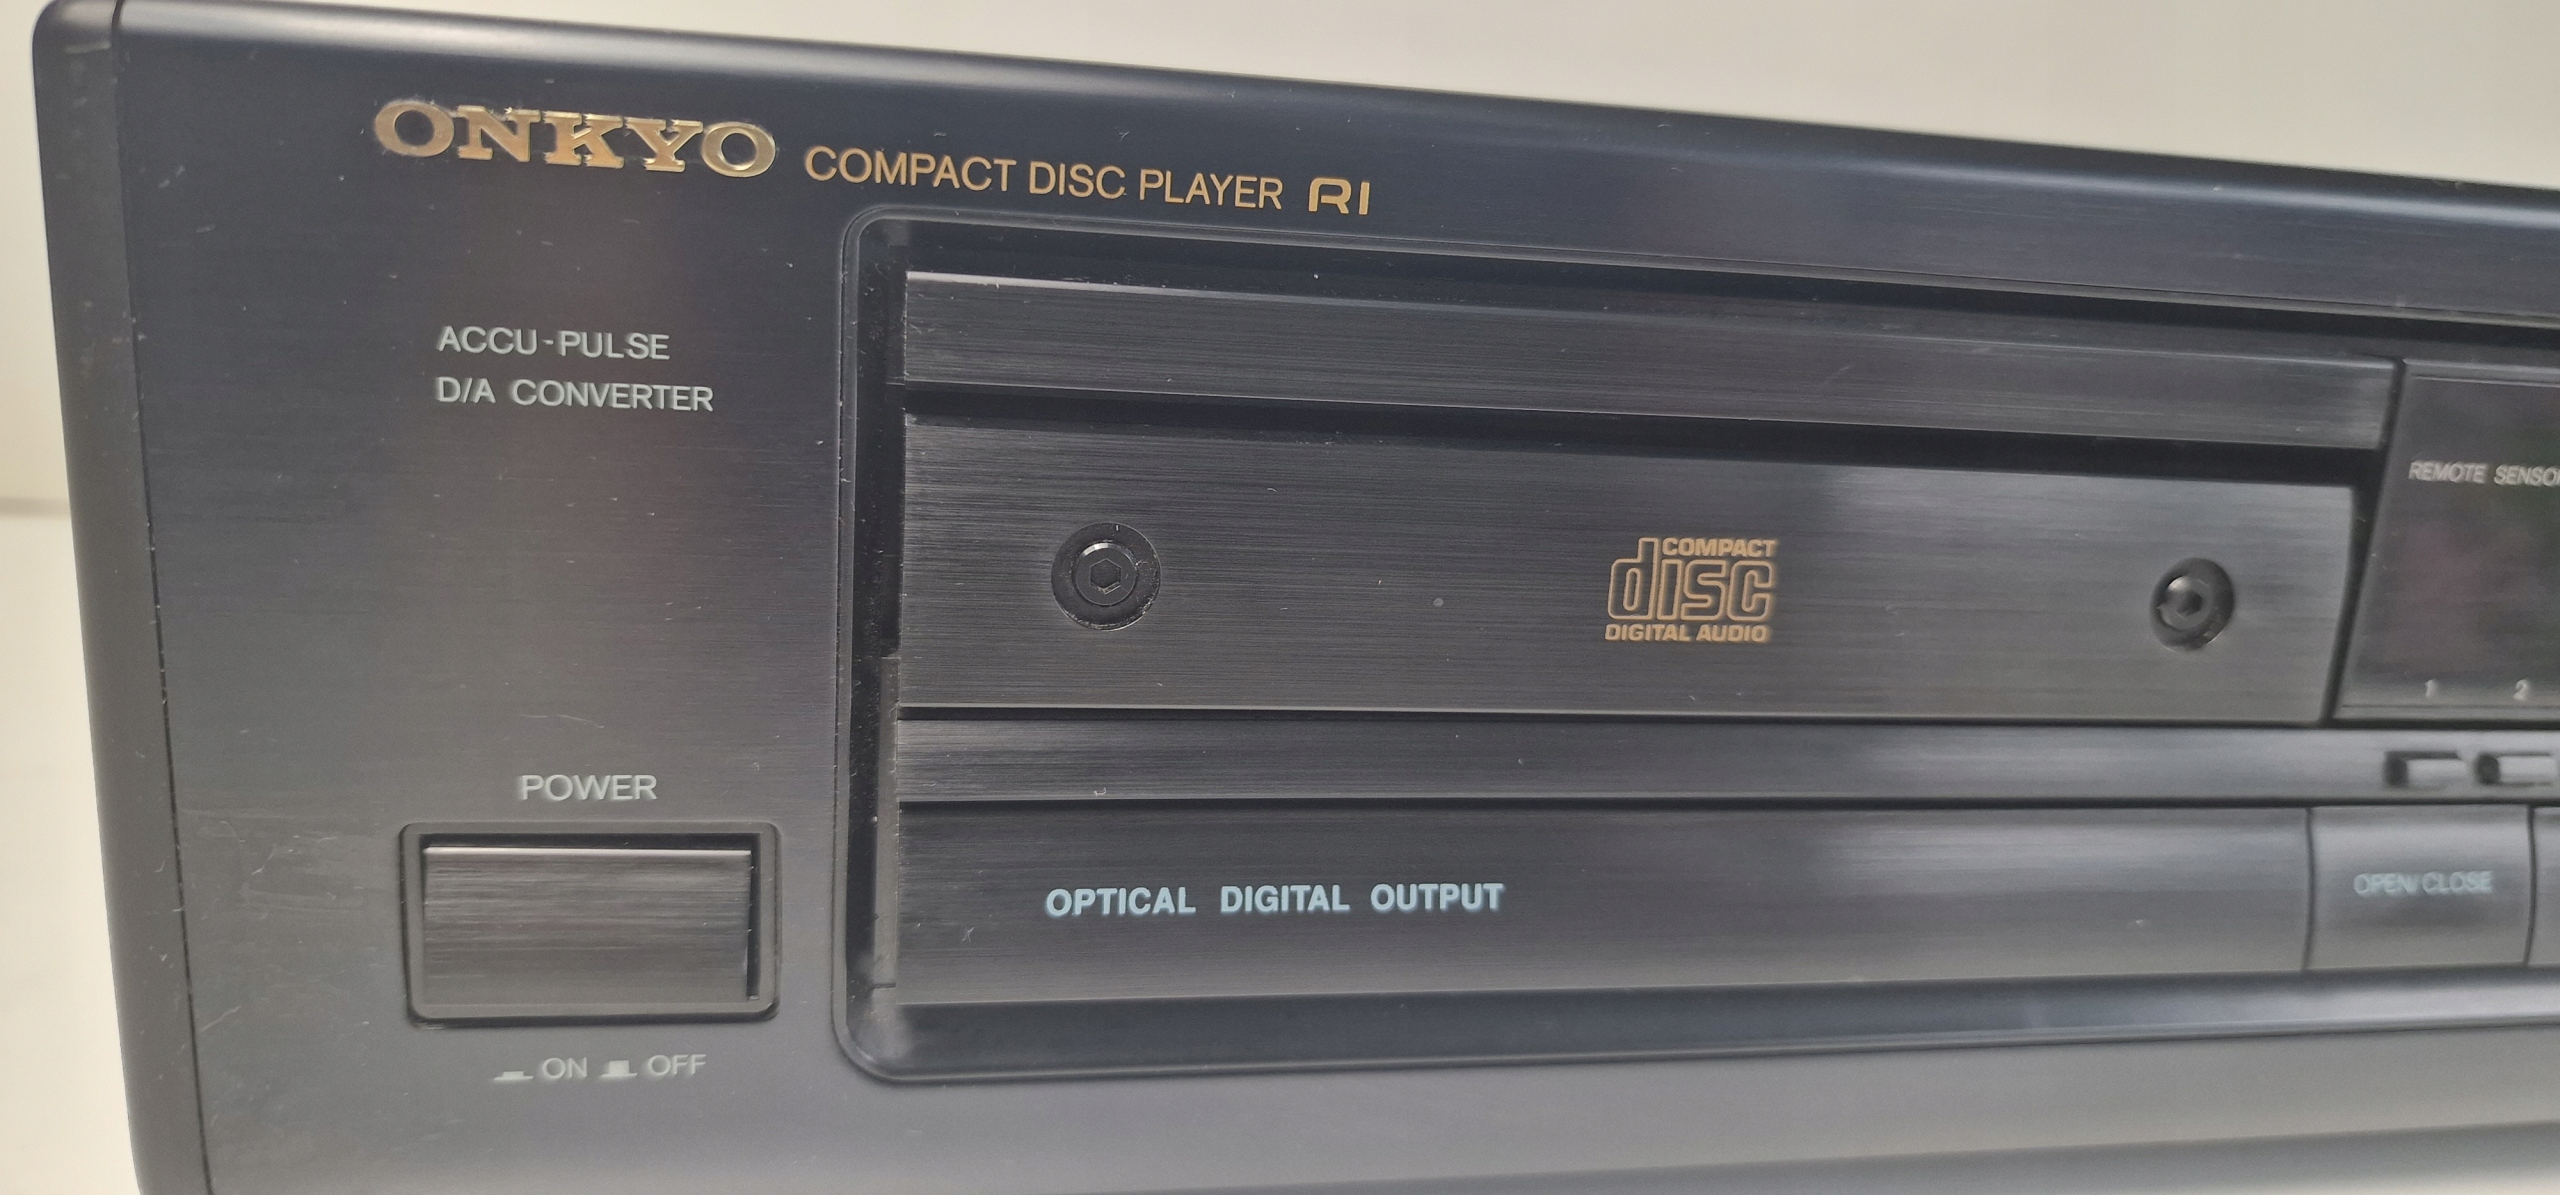 ONKYO COMPACT DISC PLAYER RI
ACCU-PULSE
D/A CONVERTER
REMOTE SENSOR
COMPACT
disc
DIGITAL AUDIO
1 2
POWER
OPEN/CLOSE
OPTICAL DIGITAL OUTPUT
ON OFF